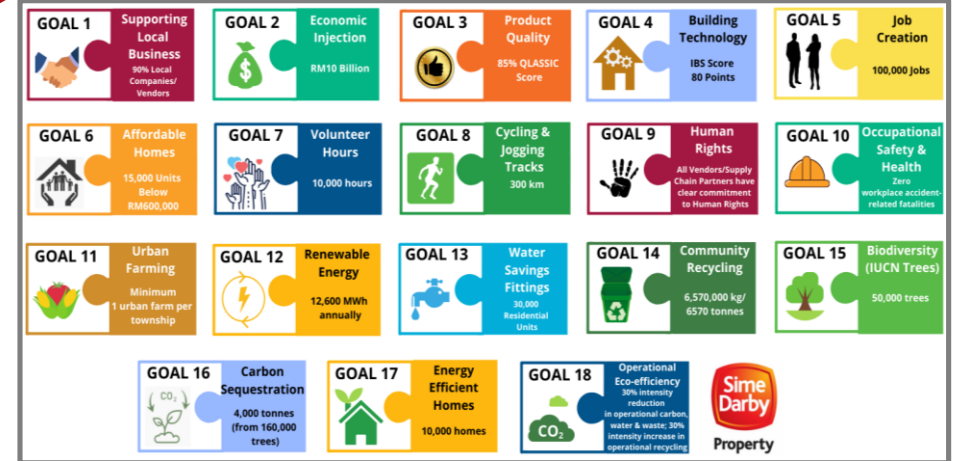 GOAL 1
Supporting
Local
Business
90% Local
Companies/
Vendors
GOAL 2
Economic
Injection
RM10 Billion
GOAL 3
Product
Quality
85% QLASSIC
Score
GOAL 4
Building
Technology
IBS Score
80 Points
GOAL 5
Job
Creation
100,000 Jobs
GOAL 6
Affordable
Homes
15,000 Units
Below
RM600,000
GOAL 7
Volunteer
Hours
10,000 hours
GOAL 8
Cycling &
Jogging
Tracks
300 km
GOAL 9
Human
Rights
All Vendors/Supply
Chain Partners have
clear commitment
to Human Rights
GOAL 10
Occupational
Safety &
Health
Zero
workplace accident-
related fatalities
GOAL 11
Urban
Farming
Minimum
1 urban farm per
township
GOAL 12
Renewable
Energy
12,600 MWh
annually
GOAL 13
Water
Savings
Fittings
30,000
Residential
Units
GOAL 14
Community
Recycling
6,570,000 kg/
6570 tonnes
GOAL 15
Biodiversity
(IUCN Trees)
50,000 trees
GOAL 16
CO₂
Carbon
Sequestration
4,000 tonnes
(from 160,000
trees)
GOAL 17
Energy
Efficient
Homes
10,000 homes
GOAL 18
CO₂
Operational
Eco-efficiency
30% intensity
reduction
in operational carbon,
water & waste; 30%
intensity increase in
operational recycling
Sime
Darby
Property